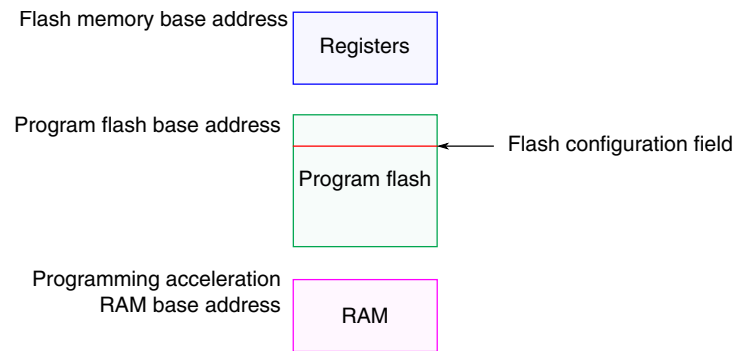 Flash memory base address
Registers
Program flash base address
Flash configuration field
Program flash
Programming acceleration
RAM base address
RAM